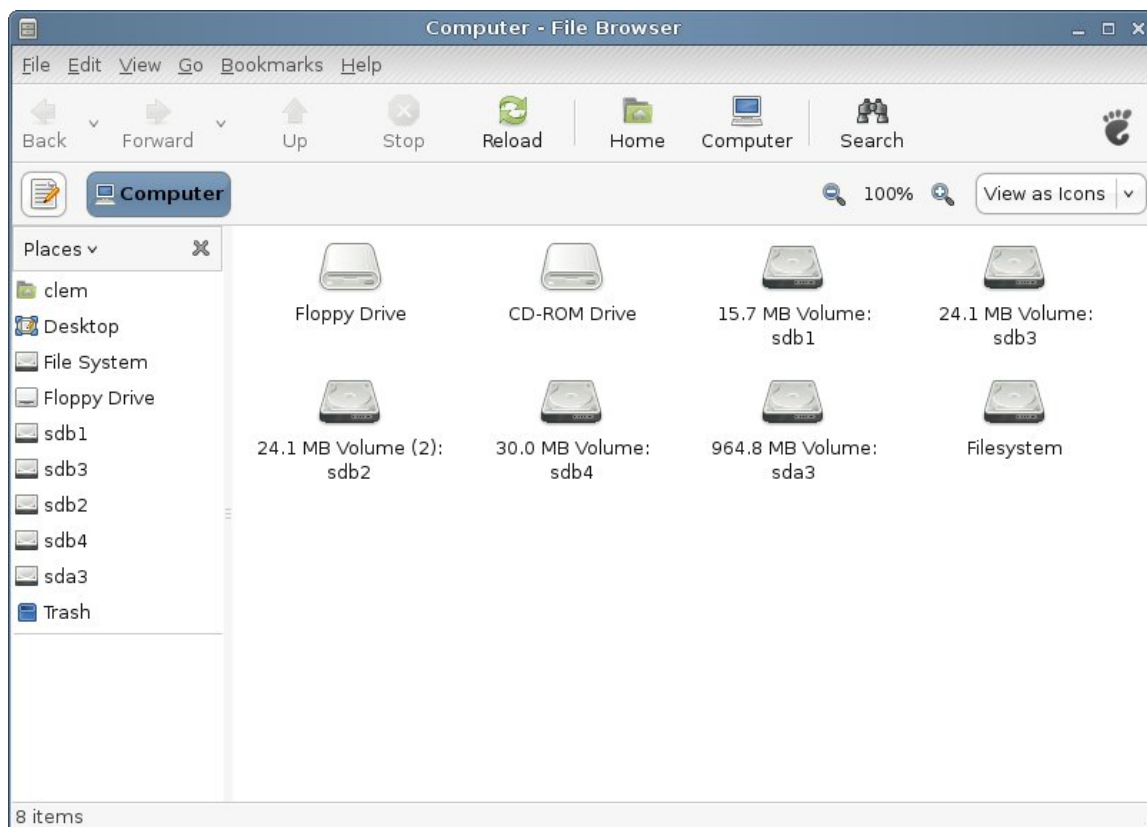 Computer - File Browser
File Edit View Go Bookmarks Help
Back Forward Up Stop Reload Home Computer Search
Computer 100% View as Icons
Places
clem
Desktop
File System
Floppy Drive
sdb1
sdb3
sdb2
sdb4
sda3
Trash
Floppy Drive
CD-ROM Drive
15.7 MB Volume:
sdb1
24.1 MB Volume:
sdb3
24.1 MB Volume (2):
sdb2
30.0 MB Volume:
sdb4
964.8 MB Volume:
sda3
Filesystem
8 items